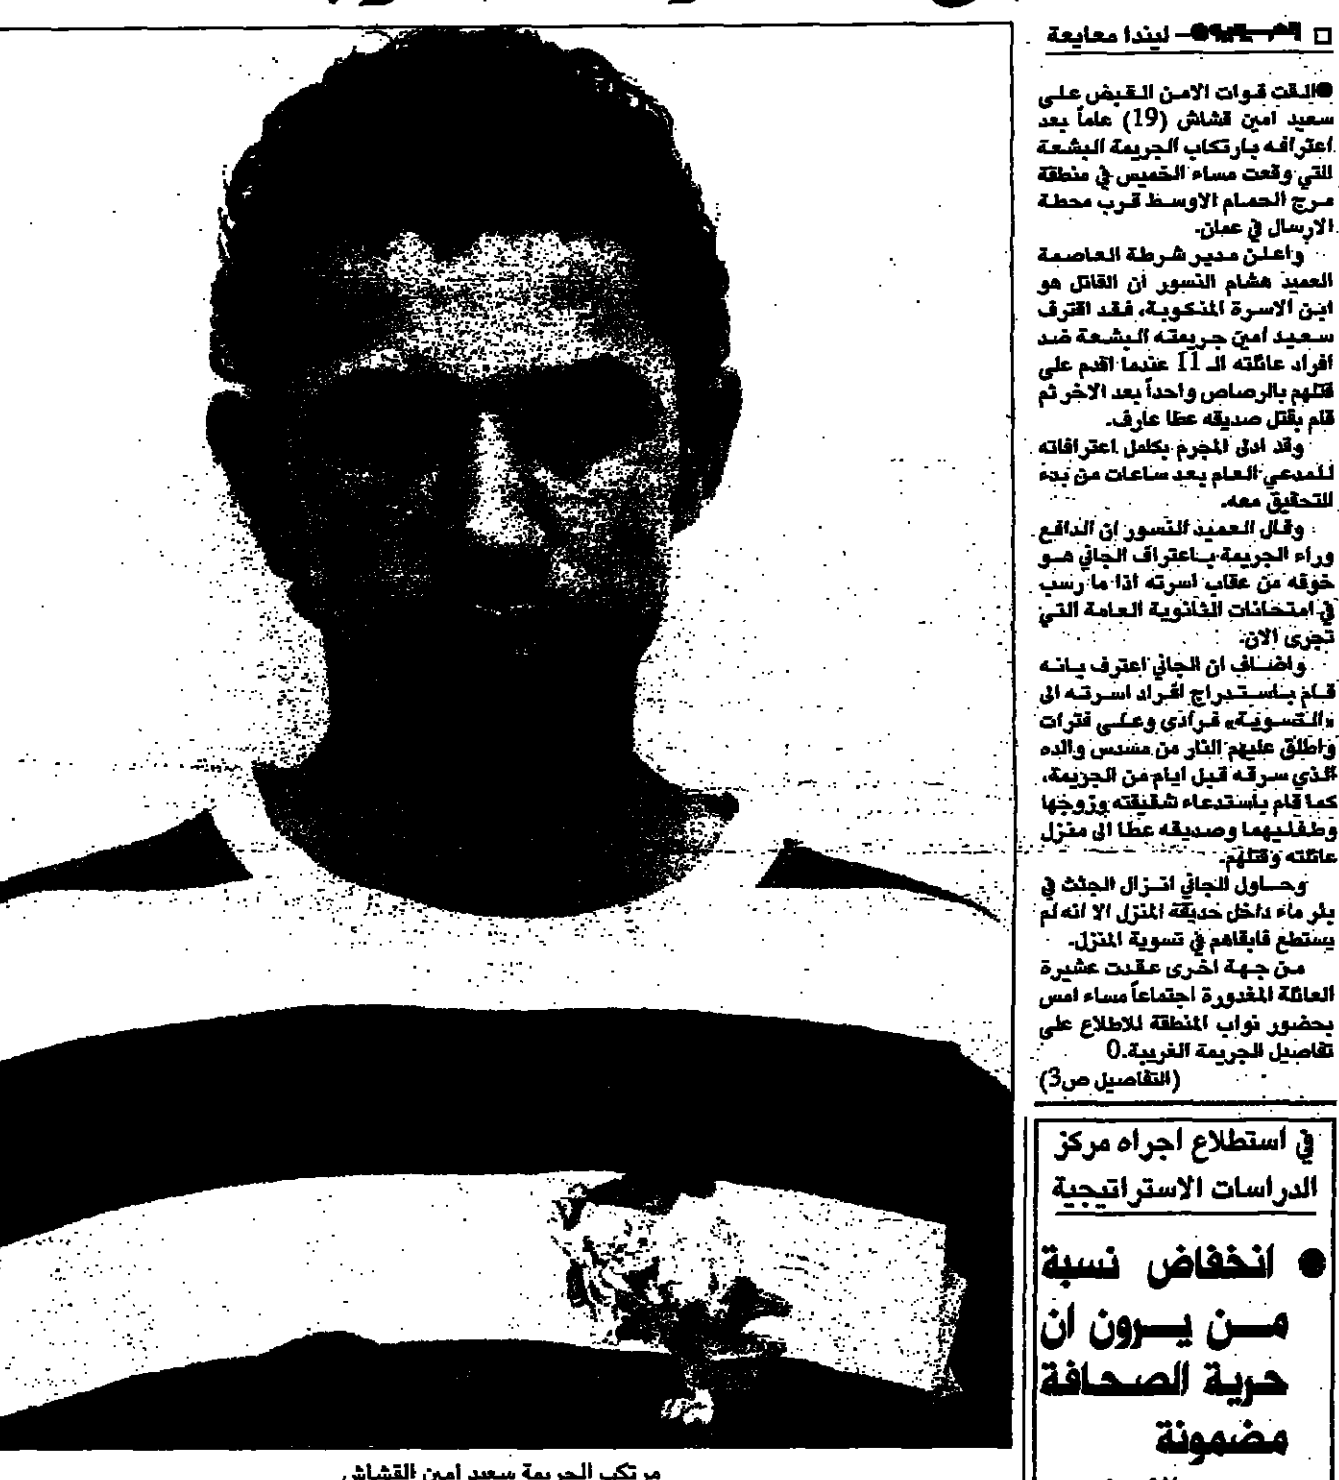 ليندا معايعة
●القت قوات الامن القبض على
سعيد امين قشاش (19) عاماً بعد
اعترافه بارتكاب الجريمة البشعة
التي وقعت مساء الخميس في منطقة
مرج الحمام الاوسط قرب محطة
الارسال في عمان.
واعلن مدير شرطة العاصمة
العميد هشام النسور ان القاتل هو
ابن الاسرة المنكوبة، فقد اقترف
سعيد امين جريمته البشعة ضد
افراد عائلته الـ 11 عندما اقدم على
قتلهم بالرصاص واحداً بعد الاخر ثم
قام بقتل صديقه عطا عارف.
وقد ادلى المجرم بكامل اعترافاته
للمدعي العام بعد ساعات من بدء
التحقيق معه.
وقال العميد النسور ان الدافع
وراء الجريمة باعتراف الجاني هو
خوفه من عقاب اسرته اذا ما رسب
في امتحانات الثانوية العامة التي
تجرى الان.
واضاف ان الجاني اعترف بانه
قام باستدراج افراد اسرته الى
«التسوية» فرادى وعلى فترات
واطلق عليهم النار من مسدس والده
الذي سرقه قبل ايام من الجريمة،
كما قام باستدعاء شقيقته وزوجها
وطفليهما وصديقه عطا الى منزل
عائلته وقتلهم.
وحاول الجاني انزال الجثث في
بئر ماء داخل حديقة المنزل الا انه لم
يستطع فابقاهم في تسوية المنزل.
من جهة اخرى عقدت عشيرة
العائلة المغدورة اجتماعاً مساء امس
بحضور نواب المنطقة للاطلاع على
تفاصيل الجريمة الغريبة.0
(التفاصيل ص3)
في استطلاع اجراه مركز
الدراسات الاستراتيجية
● انخفاض نسبة
من يرون ان
حرية الصحافة
مضمونة
مرتكب الجريمة سعيد امين القشاش